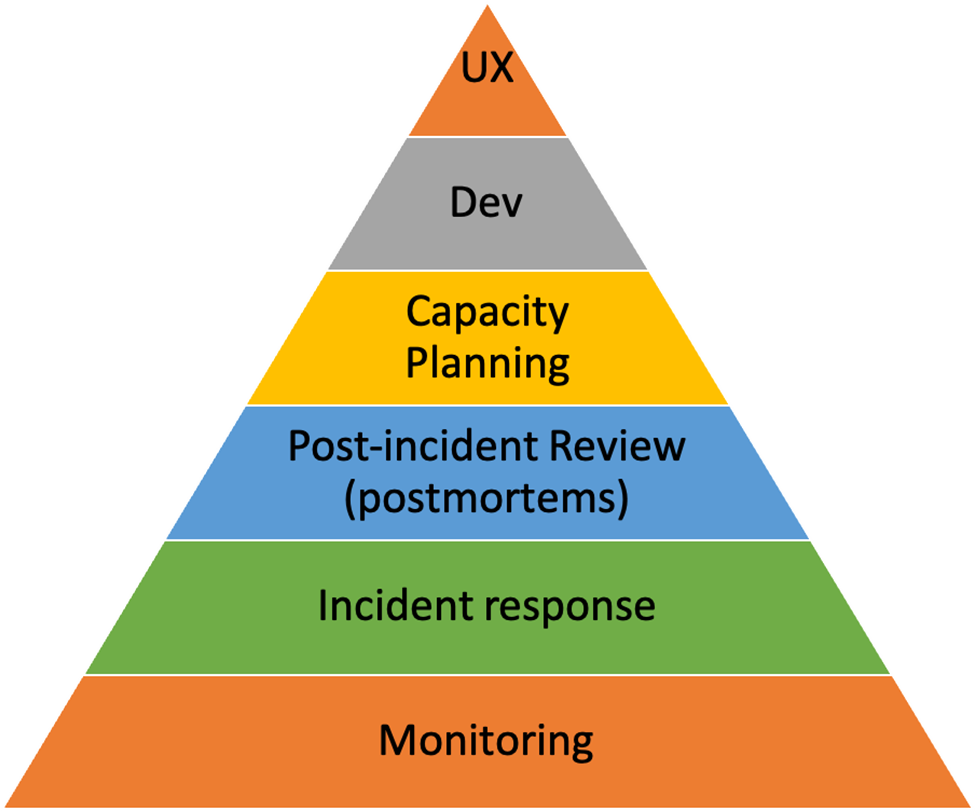 UX
Dev
Capacity
Planning
Post-incident Review
(postmortems)
Incident response
Monitoring